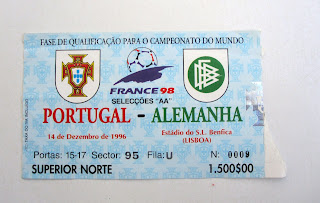 FASE DE QUALIFICAÇÃO PARA O CAMPEONATO DO MUNDO
FRANCE 98
SELECÇÕES "AA"
PORTUGAL - ALEMANHA
14 de Dezembro de 1996
Estádio do S.L. Benfica
(LISBOA)
Portas: 15-17 Sector: 95 Fila: U Nº 0009
SUPERIOR NORTE 1.500$00